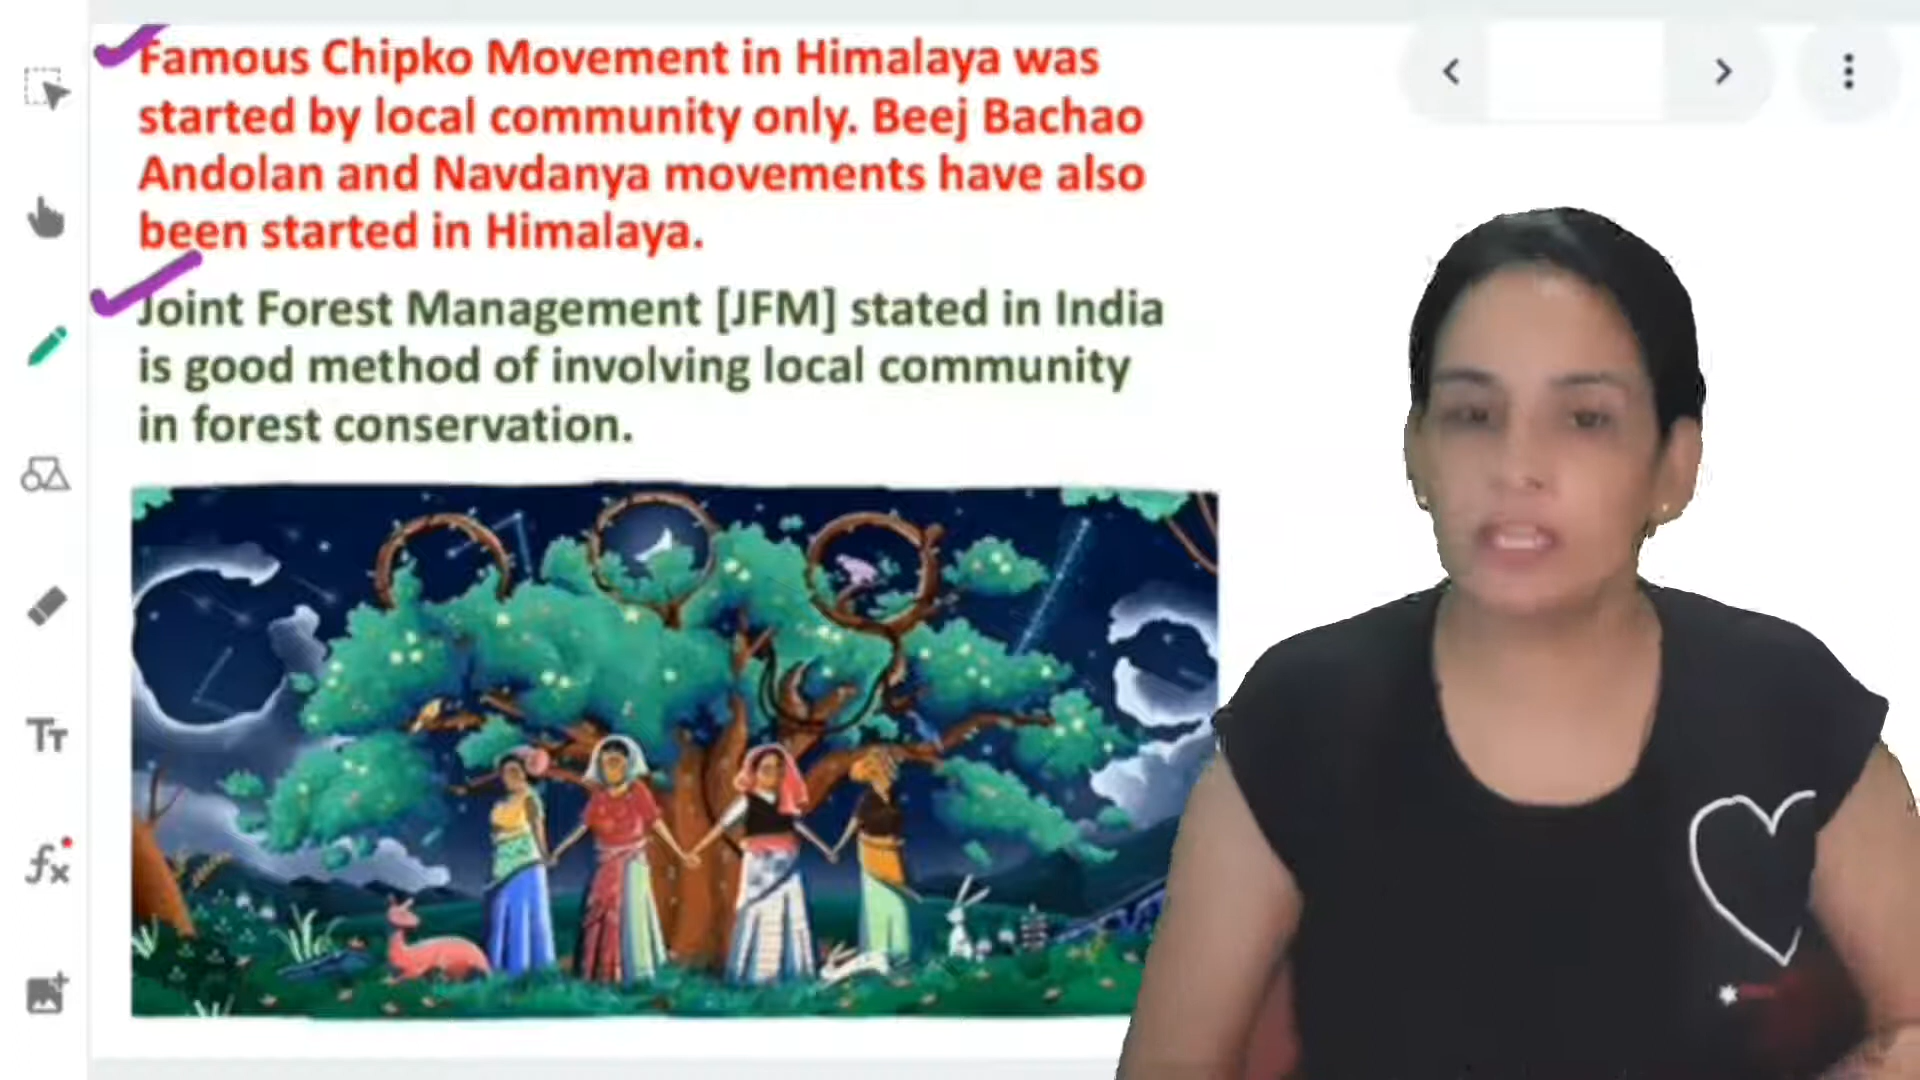 Famous Chipko Movement in Himalaya was
started by local community only. Beej Bachao
Andolan and Navdanya movements have also
been started in Himalaya.
Joint Forest Management [JFM] stated in India
is good method of involving local community
in forest conservation.
TT
fx